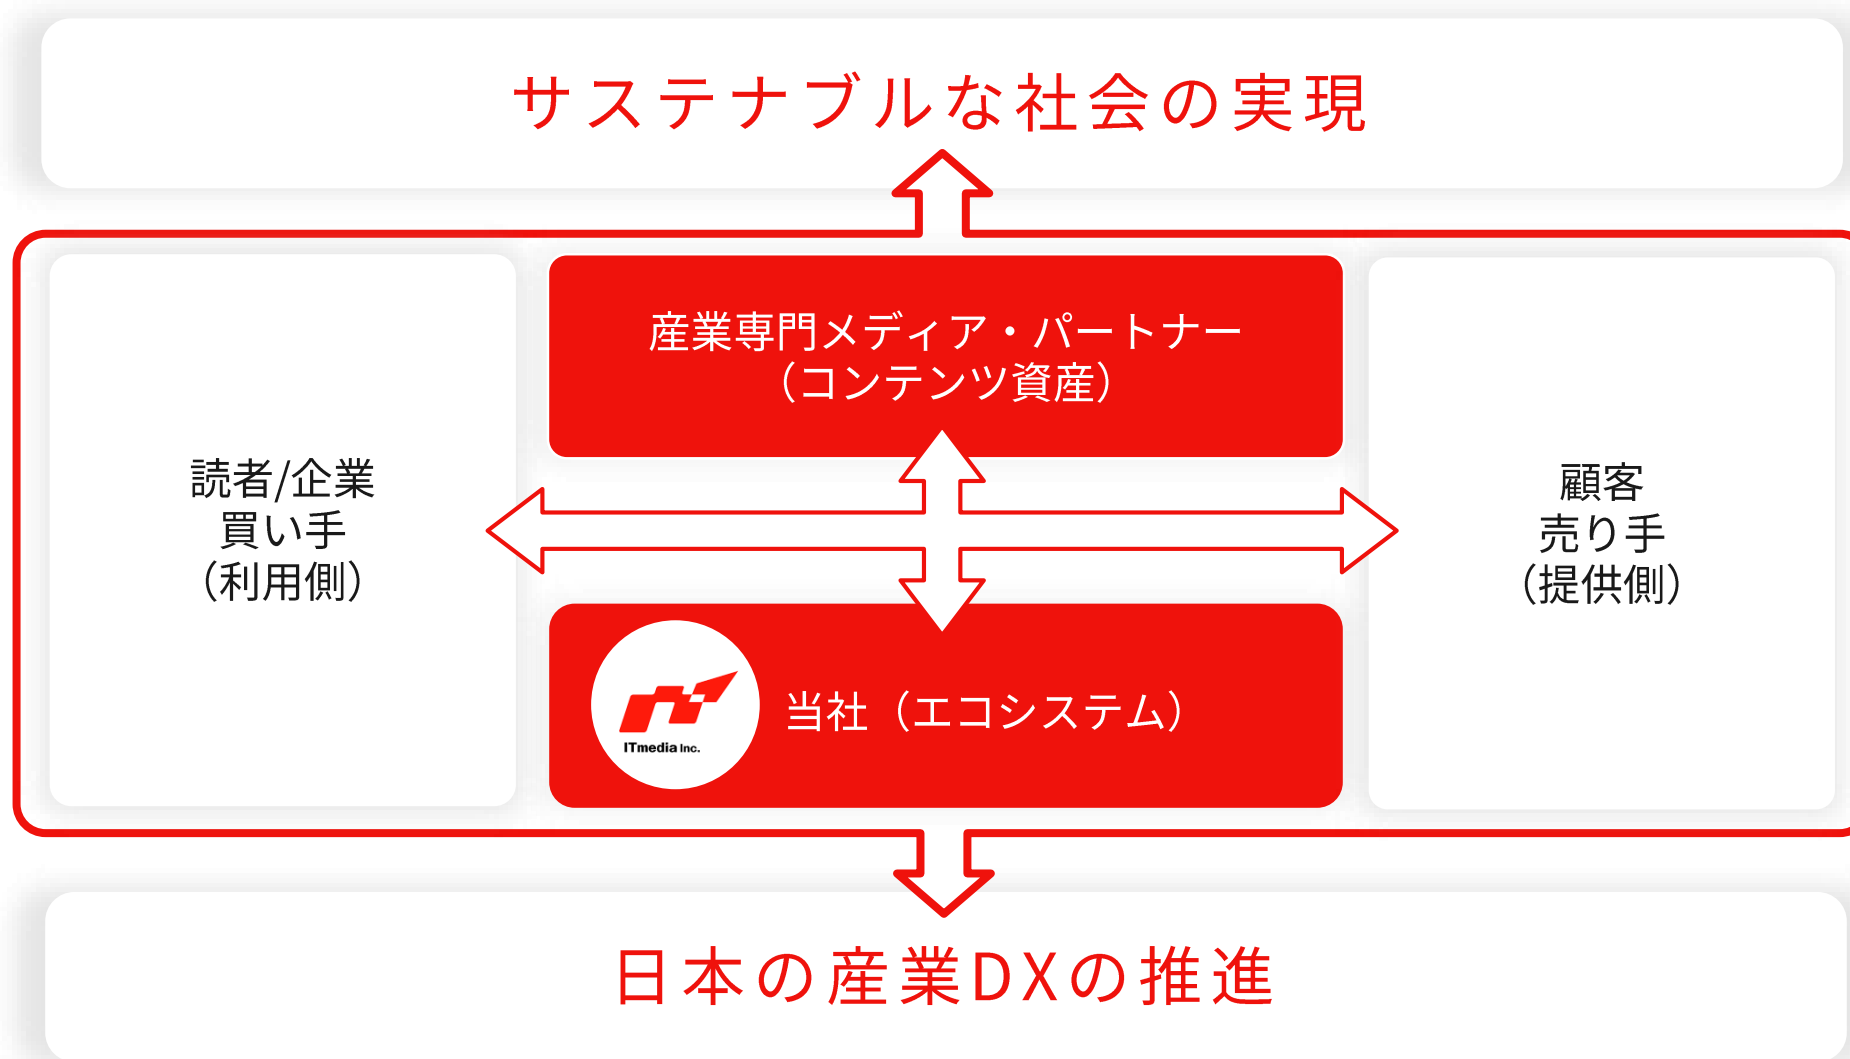 サステナブルな社会の実現
産業専門メディア・パートナー
（コンテンツ資産）
読者/企業
買い手
（利用側）
顧客
売り手
（提供側）
ITmedia Inc.
当社（エコシステム）
日本の産業DXの推進